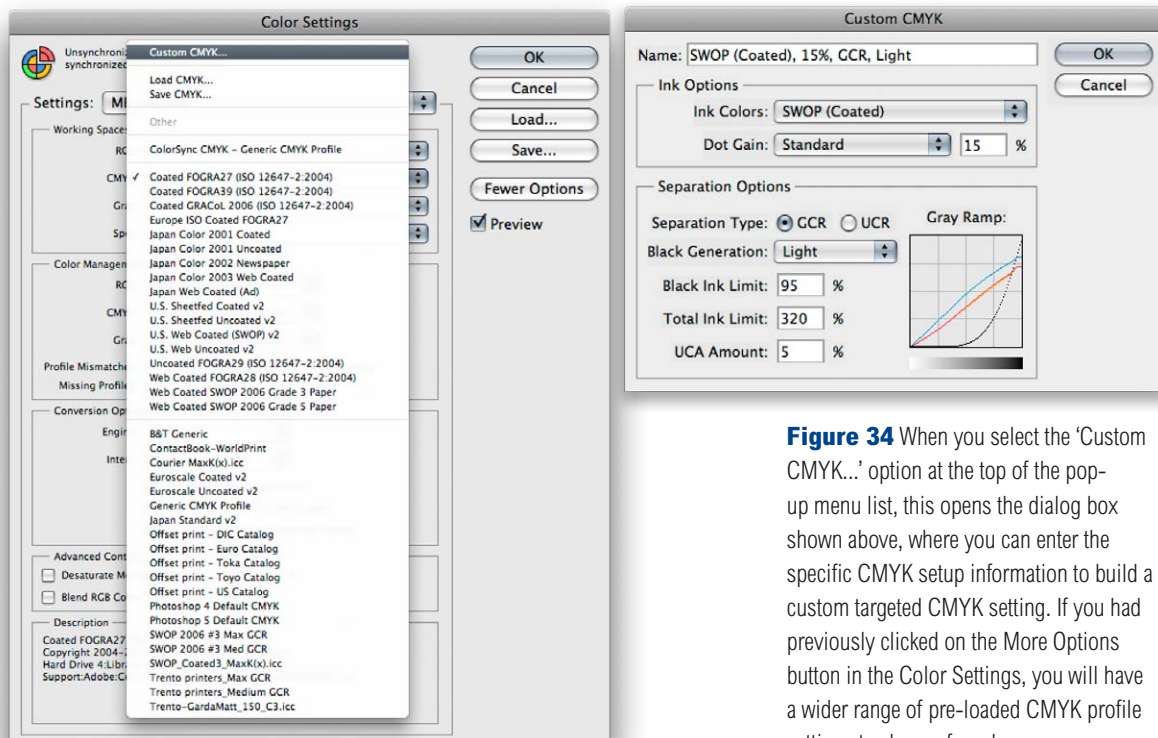 Color Settings
Unsynchroni
synchronized
Settings: M
Working Space
CMY
Color Managem
CMY
Profile Mismatche
Missing Profile
Conversion Op
Engin
Inte
Advanced Cont
Desaturate M
Blend RGB Co
Description
Coated FOGRA27
Copyright 2004-
Hard Drive 4:Libr
Support:Adobe:C
Custom CMYK...
Load CMYK...
Save CMYK...
Other
ColorSync CMYK - Generic CMYK Profile
Coated FOGRA27 (ISO 12647-2:2004)
Coated FOGRA39 (ISO 12647-2:2004)
Coated GRACoL 2006 (ISO 12647-2:2004)
Europe ISO Coated FOGRA27
Japan Color 2001 Coated
Japan Color 2001 Uncoated
Japan Color 2002 Newspaper
Japan Color 2003 Web Coated
Japan Web Coated (Ad)
U.S. Sheetfed Coated v2
U.S. Sheetfed Uncoated v2
U.S. Web Coated (SWOP) v2
U.S. Web Uncoated v2
Uncoated FOGRA29 (ISO 12647-2:2004)
Web Coated FOGRA28 (ISO 12647-2:2004)
Web Coated SWOP 2006 Grade 3 Paper
Web Coated SWOP 2006 Grade 5 Paper
B&T Generic
ContactBook-WorldPrint
Courier MaxK(x).icc
Euroscale Coated v2
Euroscale Uncoated v2
Generic CMYK Profile
Japan Standard v2
Offset print - DIC Catalog
Offset print - Euro Catalog
Offset print - Toka Catalog
Offset print - Toyo Catalog
Offset print - US Catalog
Photoshop 4 Default CMYK
Photoshop 5 Default CMYK
SWOP 2006 #3 Max GCR
SWOP 2006 #3 Med GCR
SWOP_Coated3_MaxK(x).icc
Trento printers_Max GCR
Trento printers_Medium GCR
Trento-GardaMatt_150_C3.icc
OK
Cancel
Load...
Save...
Fewer Options
Preview
Custom CMYK
Name: SWOP (Coated), 15%, GCR, Light
Ink Options
Ink Colors: SWOP (Coated)
Dot Gain: Standard 15 %
Separation Options
Separation Type: GCR UCR
Black Generation: Light
Black Ink Limit: 95 %
Total Ink Limit: 320 %
UCA Amount: 5 %
Gray Ramp:
OK
Cancel
Figure 34 When you select the ‘Custom
CMYK...’ option at the top of the pop-
up menu list, this opens the dialog box
shown above, where you can enter the
specific CMYK setup information to build a
custom targeted CMYK setting. If you had
previously clicked on the More Options
button in the Color Settings, you will have
a wider range of pre-loaded CMYK profile